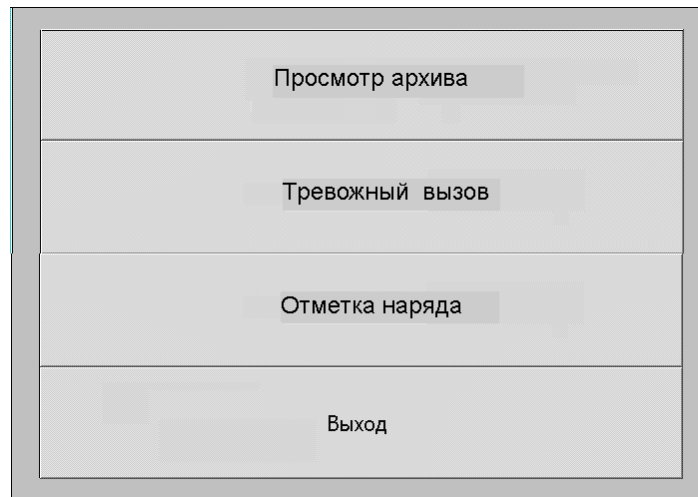 Просмотр архива
Тревожный вызов
Отметка наряда
Выход